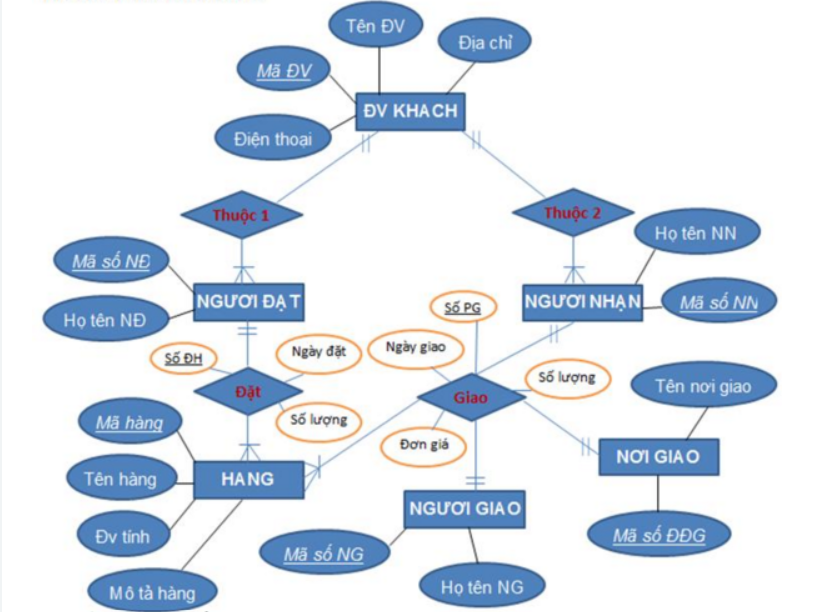 Tên ĐV
Địa chỉ
Mã ĐV
ĐV KHACH
Điện thoại
Thuộc 1
Thuộc 2
Họ tên NN
Mã số NĐ
NGƯƠI ĐẠT
NGƯƠI NHẬN
Mã số NN
Số PG
Họ tên NĐ
Ngày đặt
Ngày giao
Số ĐH
Số lượng
Tên nơi giao
Đặt
Giao
Mã hàng
Số lượng
Đơn giá
NƠI GIAO
Tên hàng
HANG
NGƯƠI GIAO
Đv tính
Mã số ĐĐG
Mã số NG
Mô tả hàng
Họ tên NG